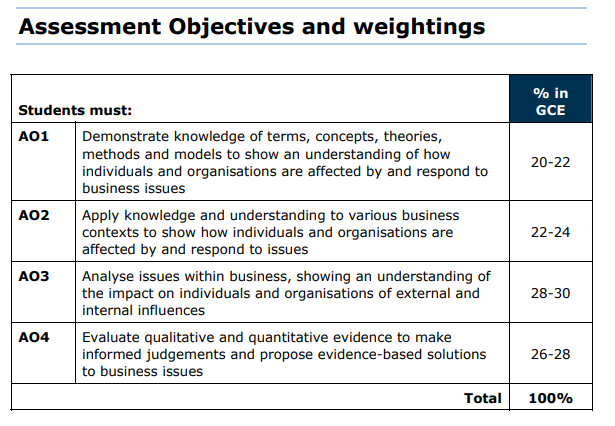 Assessment Objectives and weightings
Students must:
% in
GCE
AO1
Demonstrate knowledge of terms, concepts, theories,
methods and models to show an understanding of how
individuals and organisations are affected by and respond to
business issues
20-22
AO2
Apply knowledge and understanding to various business
contexts to show how individuals and organisations are
affected by and respond to issues
22-24
AO3
Analyse issues within business, showing an understanding of
the impact on individuals and organisations of external and
internal influences
28-30
AO4
Evaluate qualitative and quantitative evidence to make
informed judgements and propose evidence-based solutions
to business issues
26-28
Total
100%